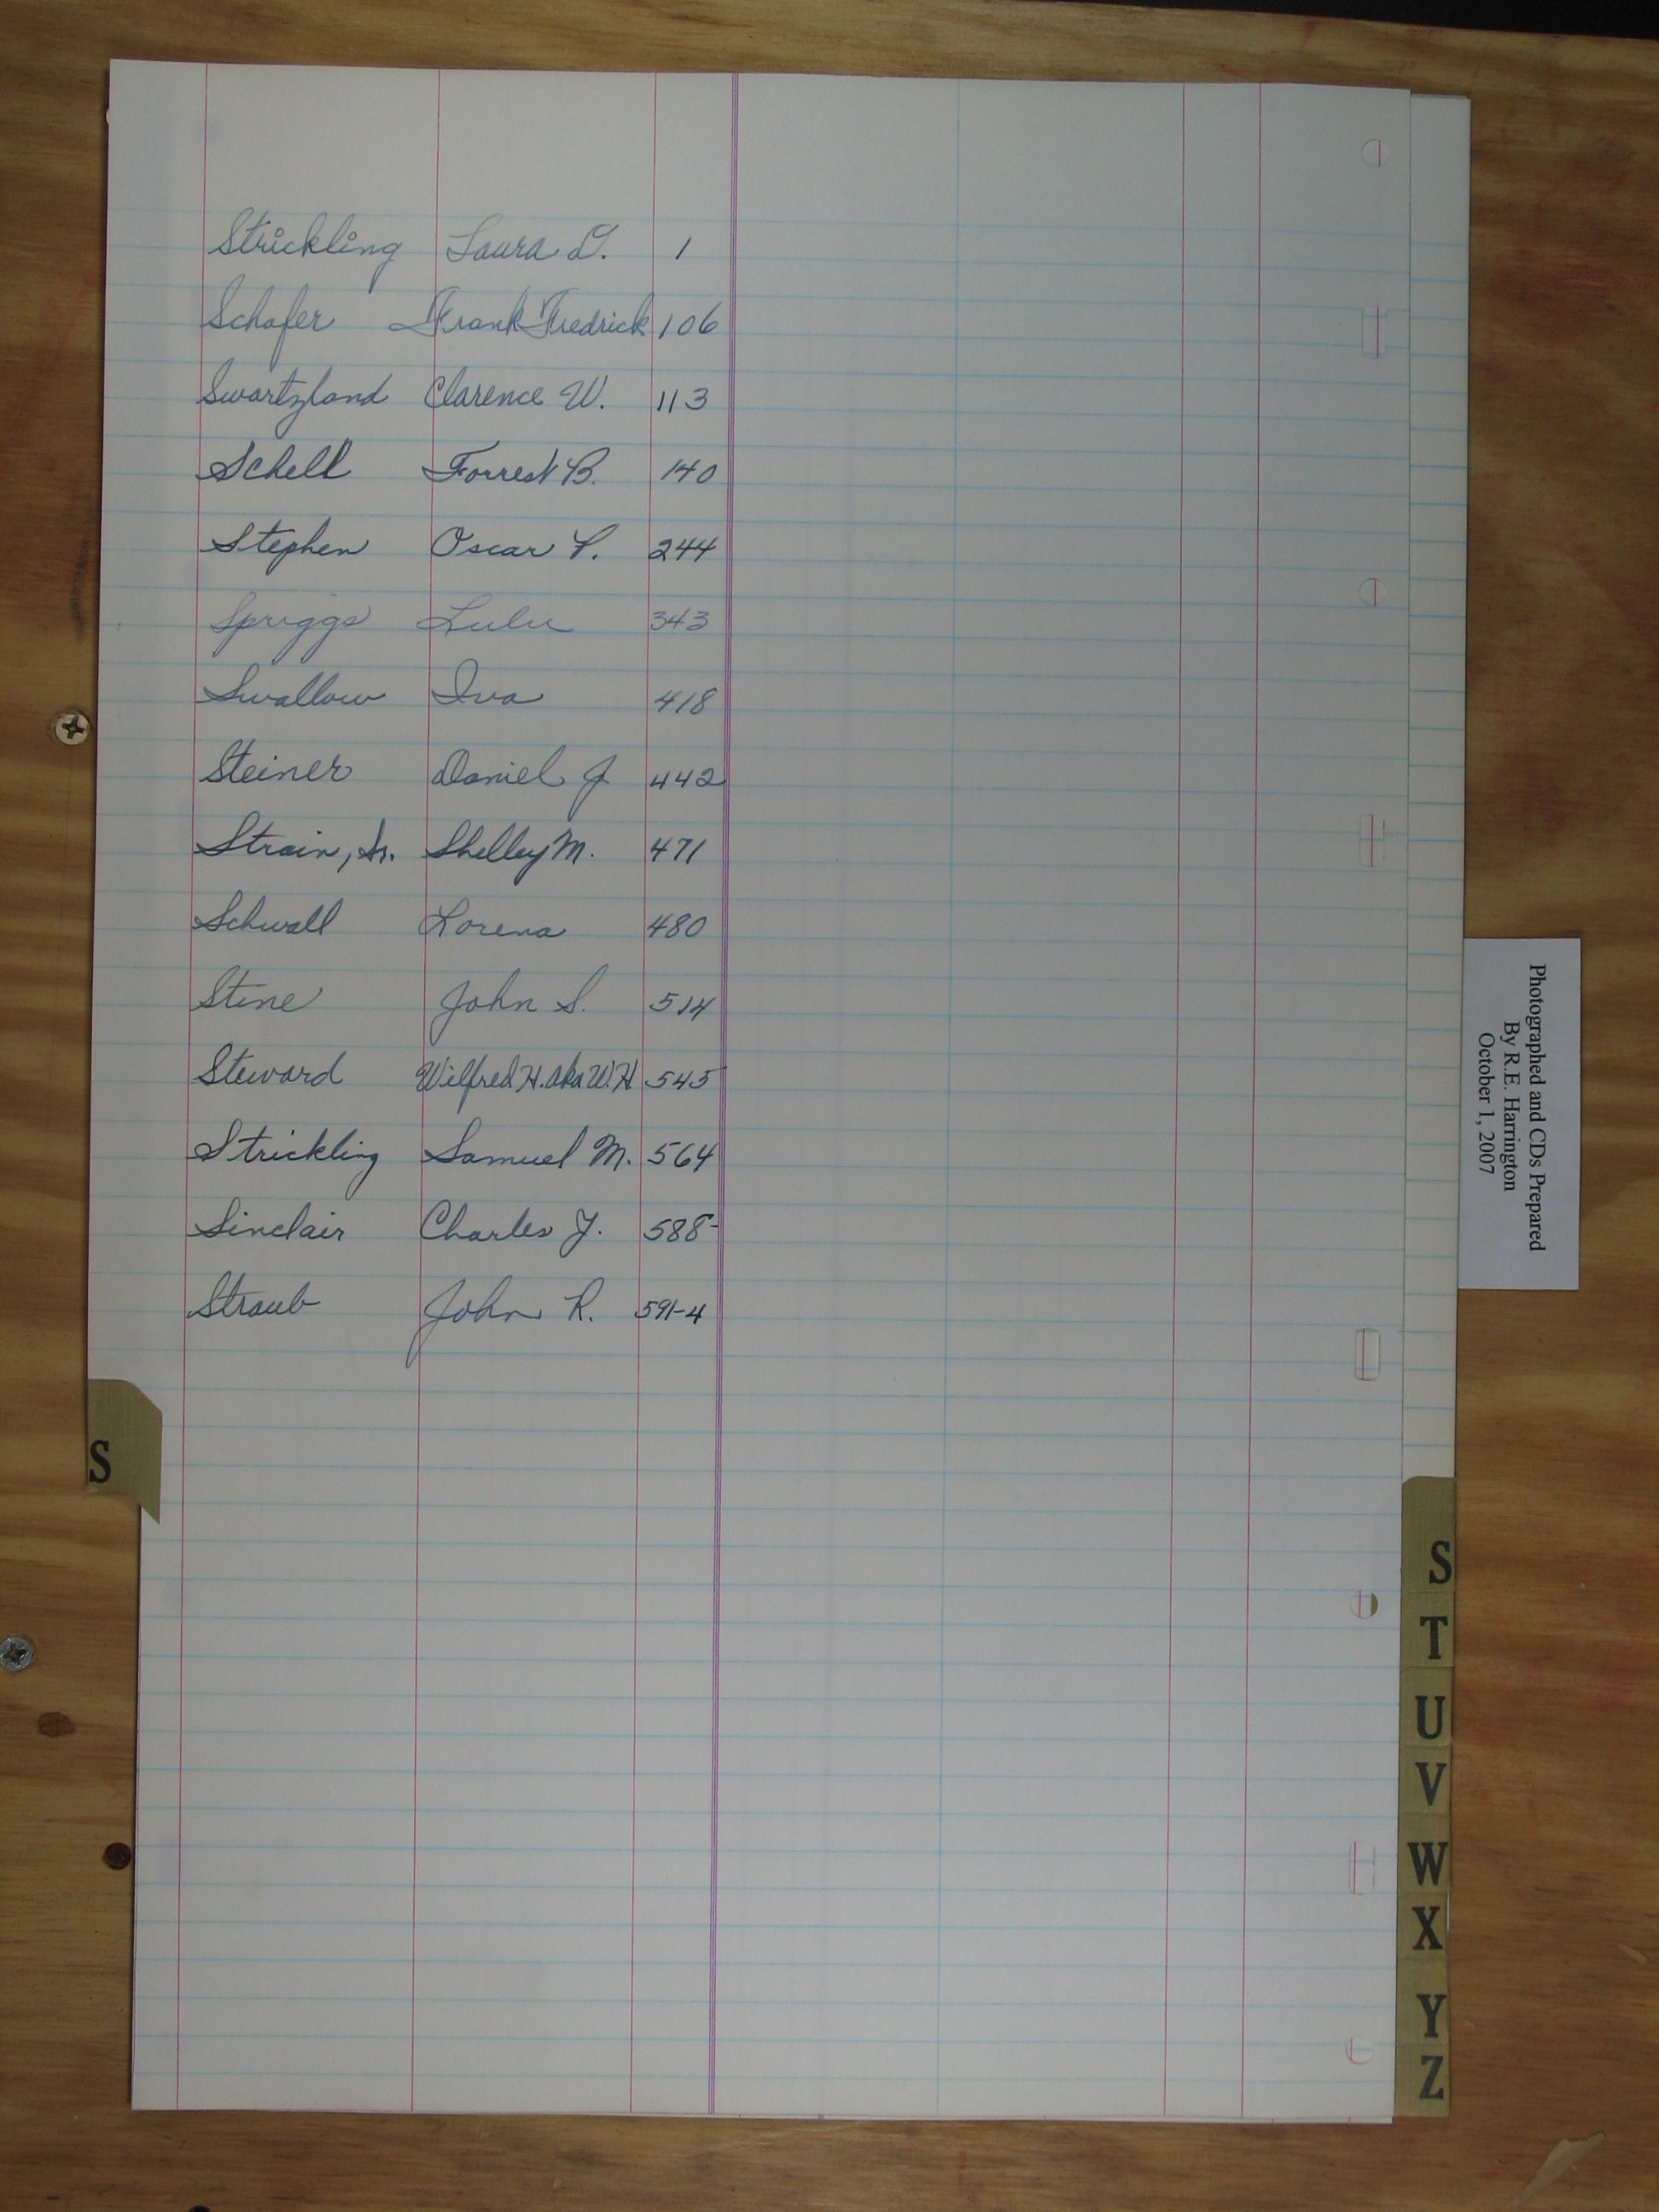 Strickling Laura D. 1
Schafer Frank Fredrick 106
Swartzland Clarence W. 113
Schell Forrest B. 140
Stephen Oscar P. 244
Spriggs Lulu 343
Swallow Iva 418
Steiner Daniel J 442
Strain, Sr. Shelley M. 471
Schwall Lorena 480
Stine John S. 514
Steward Wilfred H. aka W.H 545
Strickling Samuel M. 564
Sinclair Charles J. 588-
Straub John R. 591-4
Photographed and CDs Prepared
By R.E. Harrington
October 1, 2007
S
S
T
U
V
W
X
Y
Z